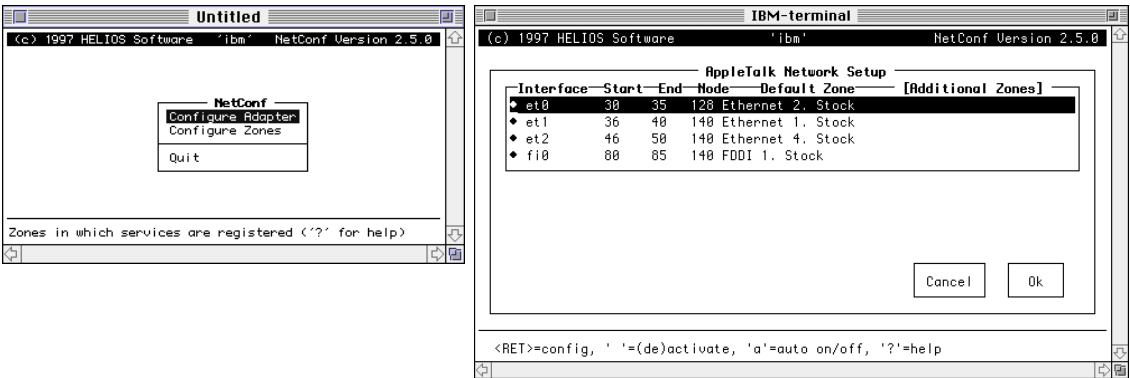 Untitled
(c) 1997 HELIOS Software 'ibm' NetConf Version 2.5.0
NetConf
Configure Adapter
Configure Zones
Quit
Zones in which services are registered ('?' for help)
IBM-terminal
(c) 1997 HELIOS Software 'ibm' NetConf Version 2.5.0
AppleTalk Network Setup
Interface Start End Node Default Zone [Additional Zones]
◆ et0 30 35 128 Ethernet 2. Stock
◆ et1 36 40 140 Ethernet 1. Stock
◆ et2 46 50 140 Ethernet 4. Stock
◆ fi0 80 85 140 FDDI 1. Stock
Cancel Ok
<RET>=config, ' '=(de)activate, 'a'=auto on/off, '?'=help